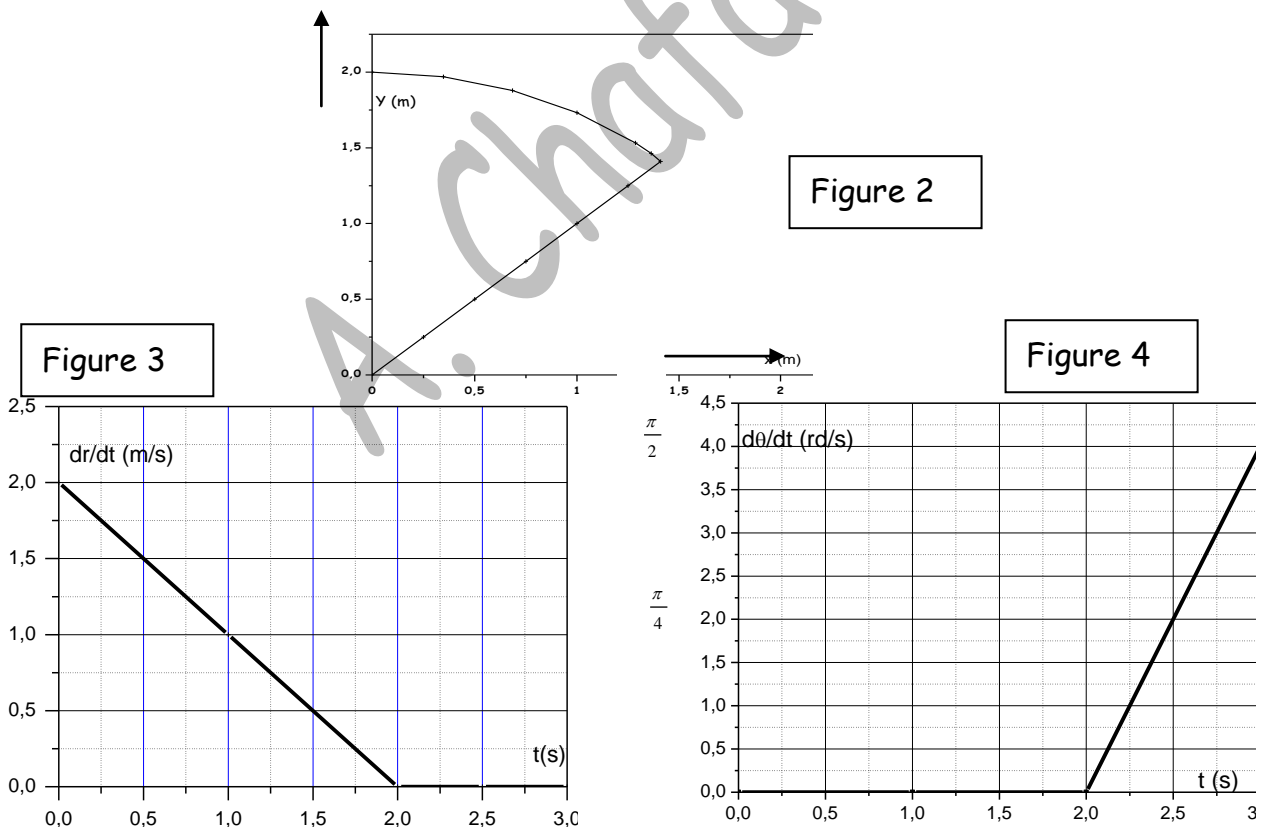 A. Chafa
2,0
Y (m)
1,5
1,0
0,5
0,0
0 0,5 1 1,5 2
x (m)
Figure 2
Figure 3
Figure 4
2,5
dr/dt (m/s)
2,0
1,5
1,0
0,5
0,0
t(s)
0,0 0,5 1,0 1,5 2,0 2,5 3,0
π/2
π/4
4,5
dθ/dt (rd/s)
4,0
3,5
3,0
2,5
2,0
1,5
1,0
0,5
0,0
t (s)
0,0 0,5 1,0 1,5 2,0 2,5 3